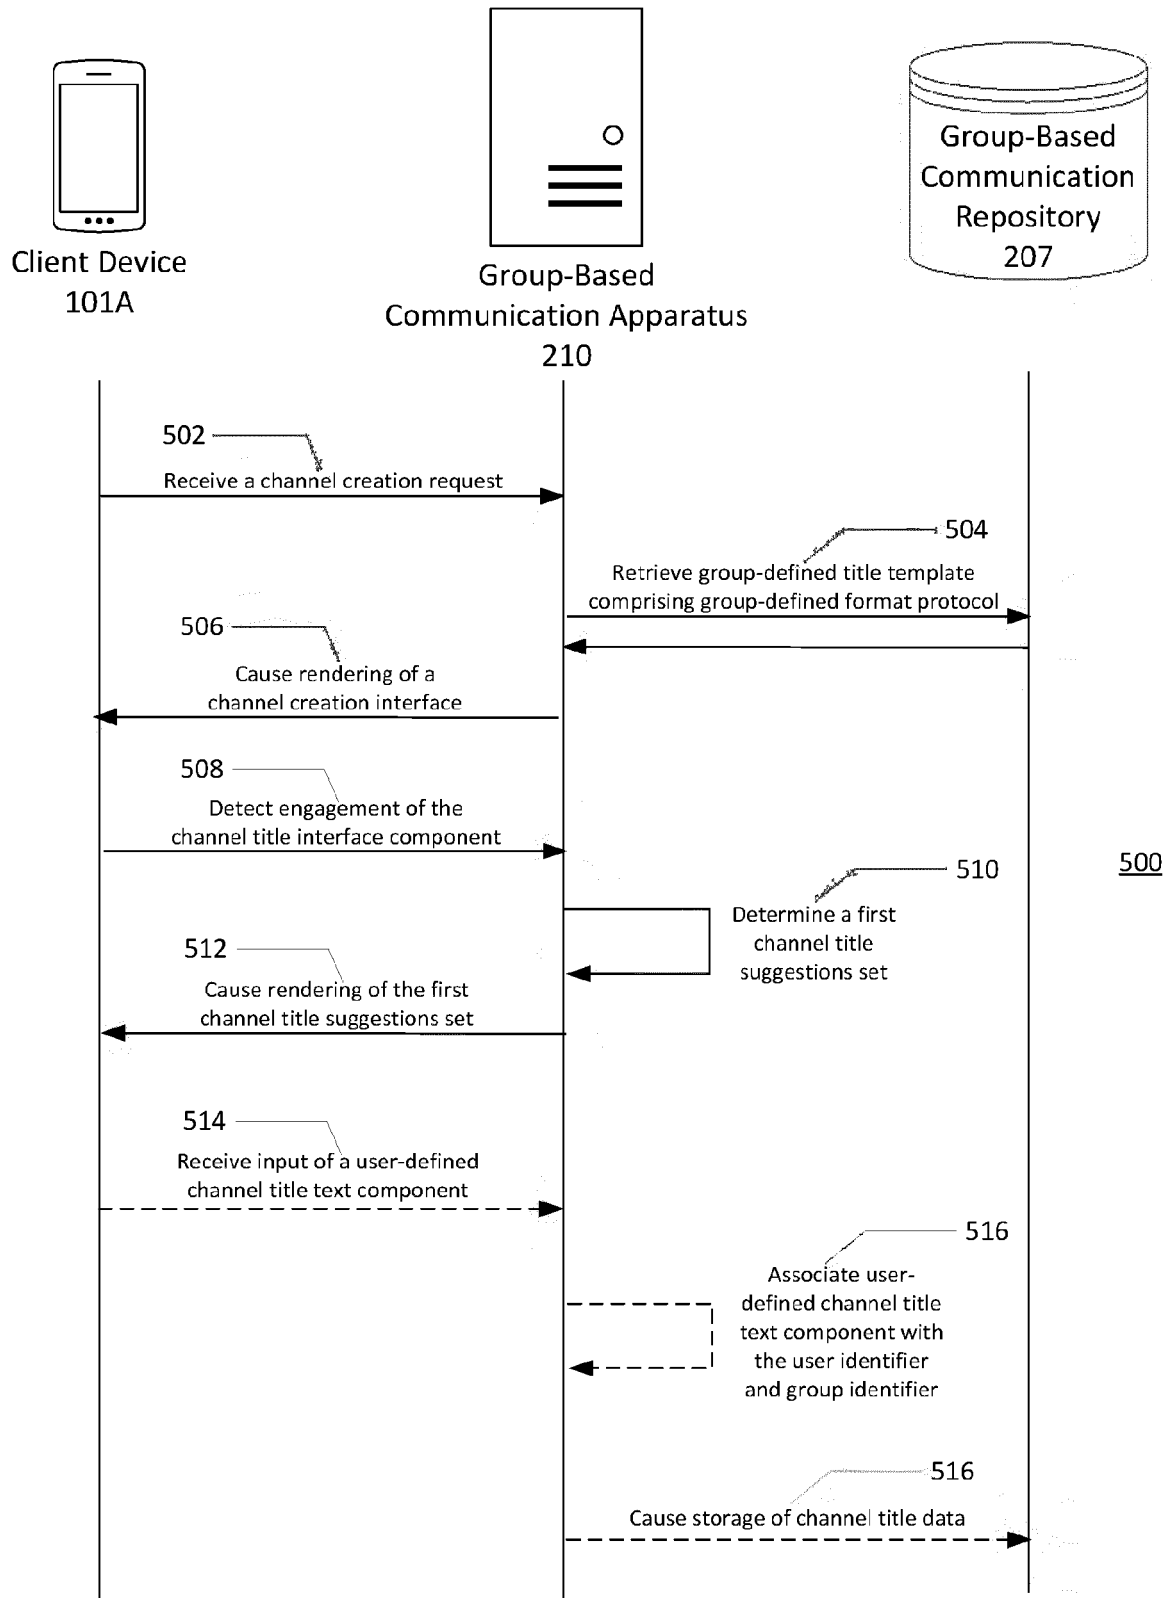 Client Device
101A
Group-Based
Communication Apparatus
210
Group-Based
Communication
Repository
207
502
Receive a channel creation request
504
Retrieve group-defined title template
comprising group-defined format protocol
506
Cause rendering of a
channel creation interface
508
Detect engagement of the
channel title interface component
500
510
Determine a first
channel title
suggestions set
512
Cause rendering of the first
channel title suggestions set
514
Receive input of a user-defined
channel title text component
516
Associate user-
defined channel title
text component with
the user identifier
and group identifier
516
Cause storage of channel title data